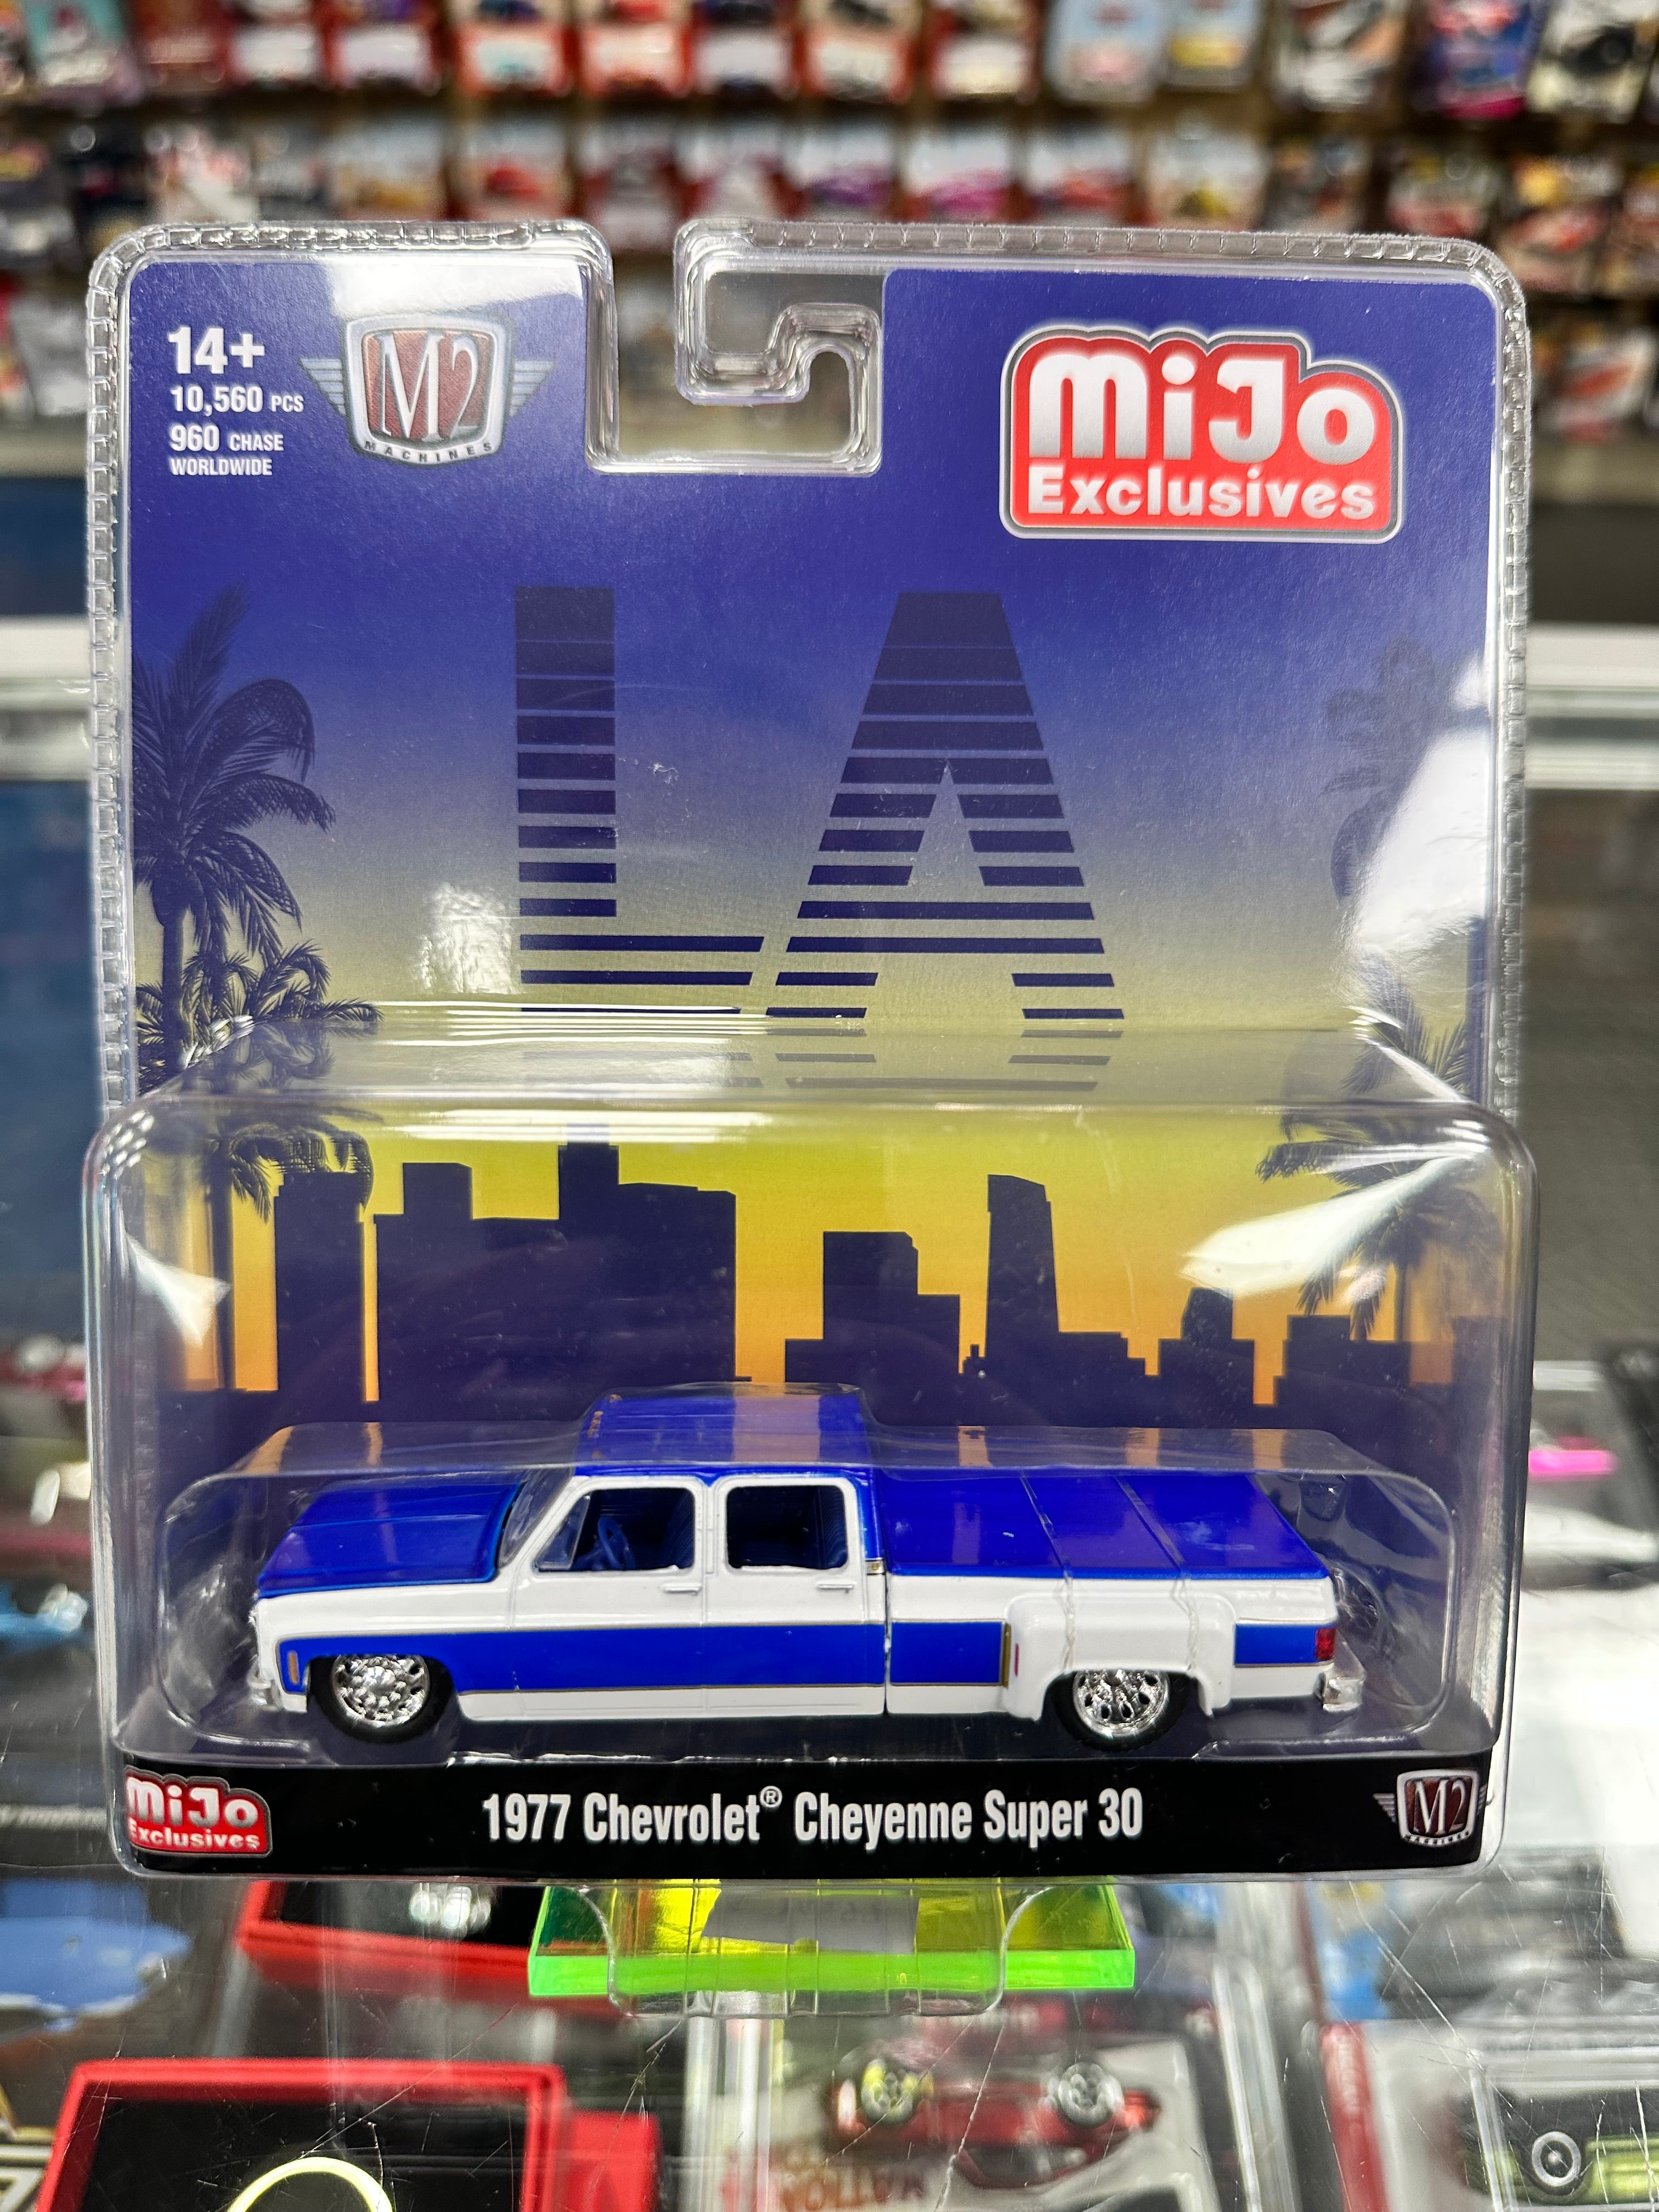 14+
10,560 PCS
960 CHASE
WORLDWIDE
M2
MACHINES
MiJo
Exclusives
LA
MiJo
Exclusives
1977 Chevrolet® Cheyenne Super 30
M2
MACHINES